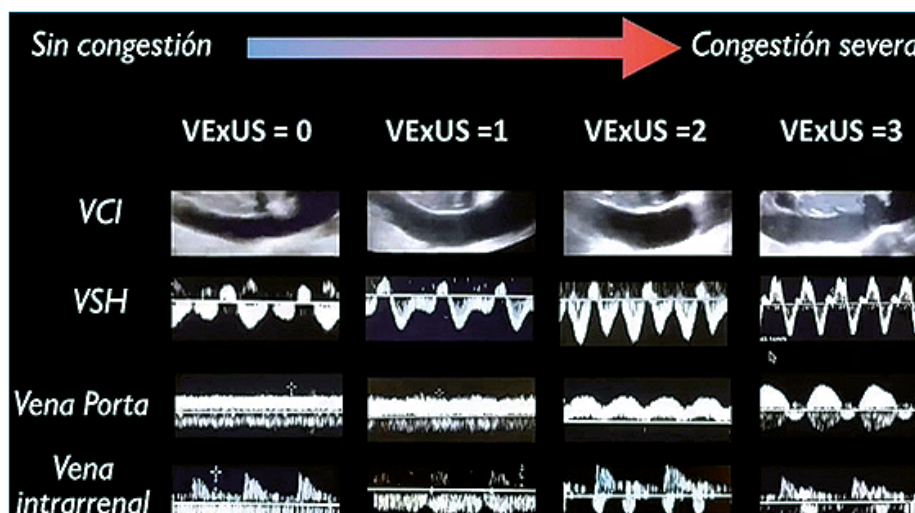 Sin congestión
Congestión severa
VExUS = 0
VExUS =1
VExUS =2
VExUS =3
VCI
VSH
Vena Porta
Vena
intrarrenal